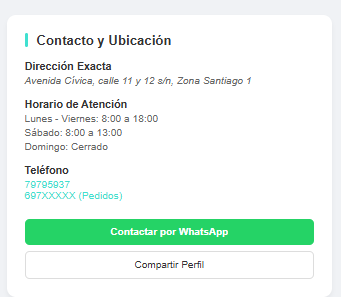 Contacto y Ubicación
Dirección Exacta
Avenida Cívica, calle 11 y 12 s/n, Zona Santiago 1
Horario de Atención
Lunes - Viernes: 8:00 a 18:00
Sábado: 8:00 a 13:00
Domingo: Cerrado
Teléfono
79795937
697XXXXX (Pedidos)
Contactar por WhatsApp
Compartir Perfil